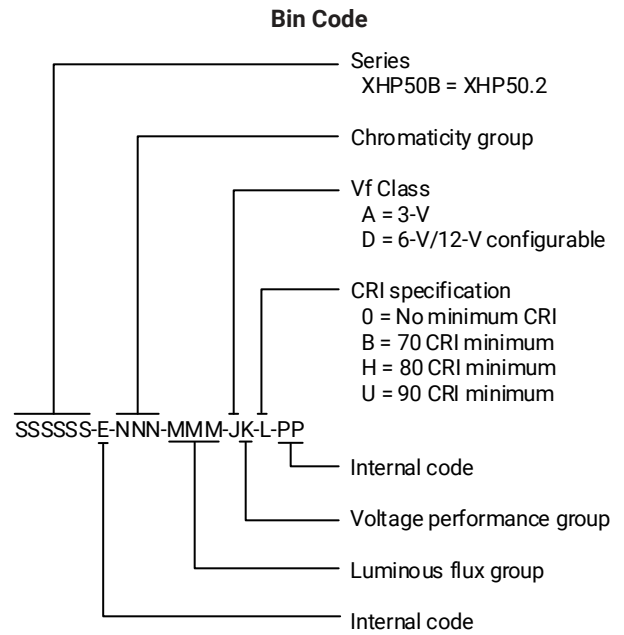 Bin Code
Series
XHP50B = XHP50.2
Chromaticity group
Vf Class
A = 3-V
D = 6-V/12-V configurable
CRI specification
0 = No minimum CRI
B = 70 CRI minimum
H = 80 CRI minimum
U = 90 CRI minimum
SSSSSS-E-NNN-MMM-JK-L-PP
Internal code
Voltage performance group
Luminous flux group
Internal code